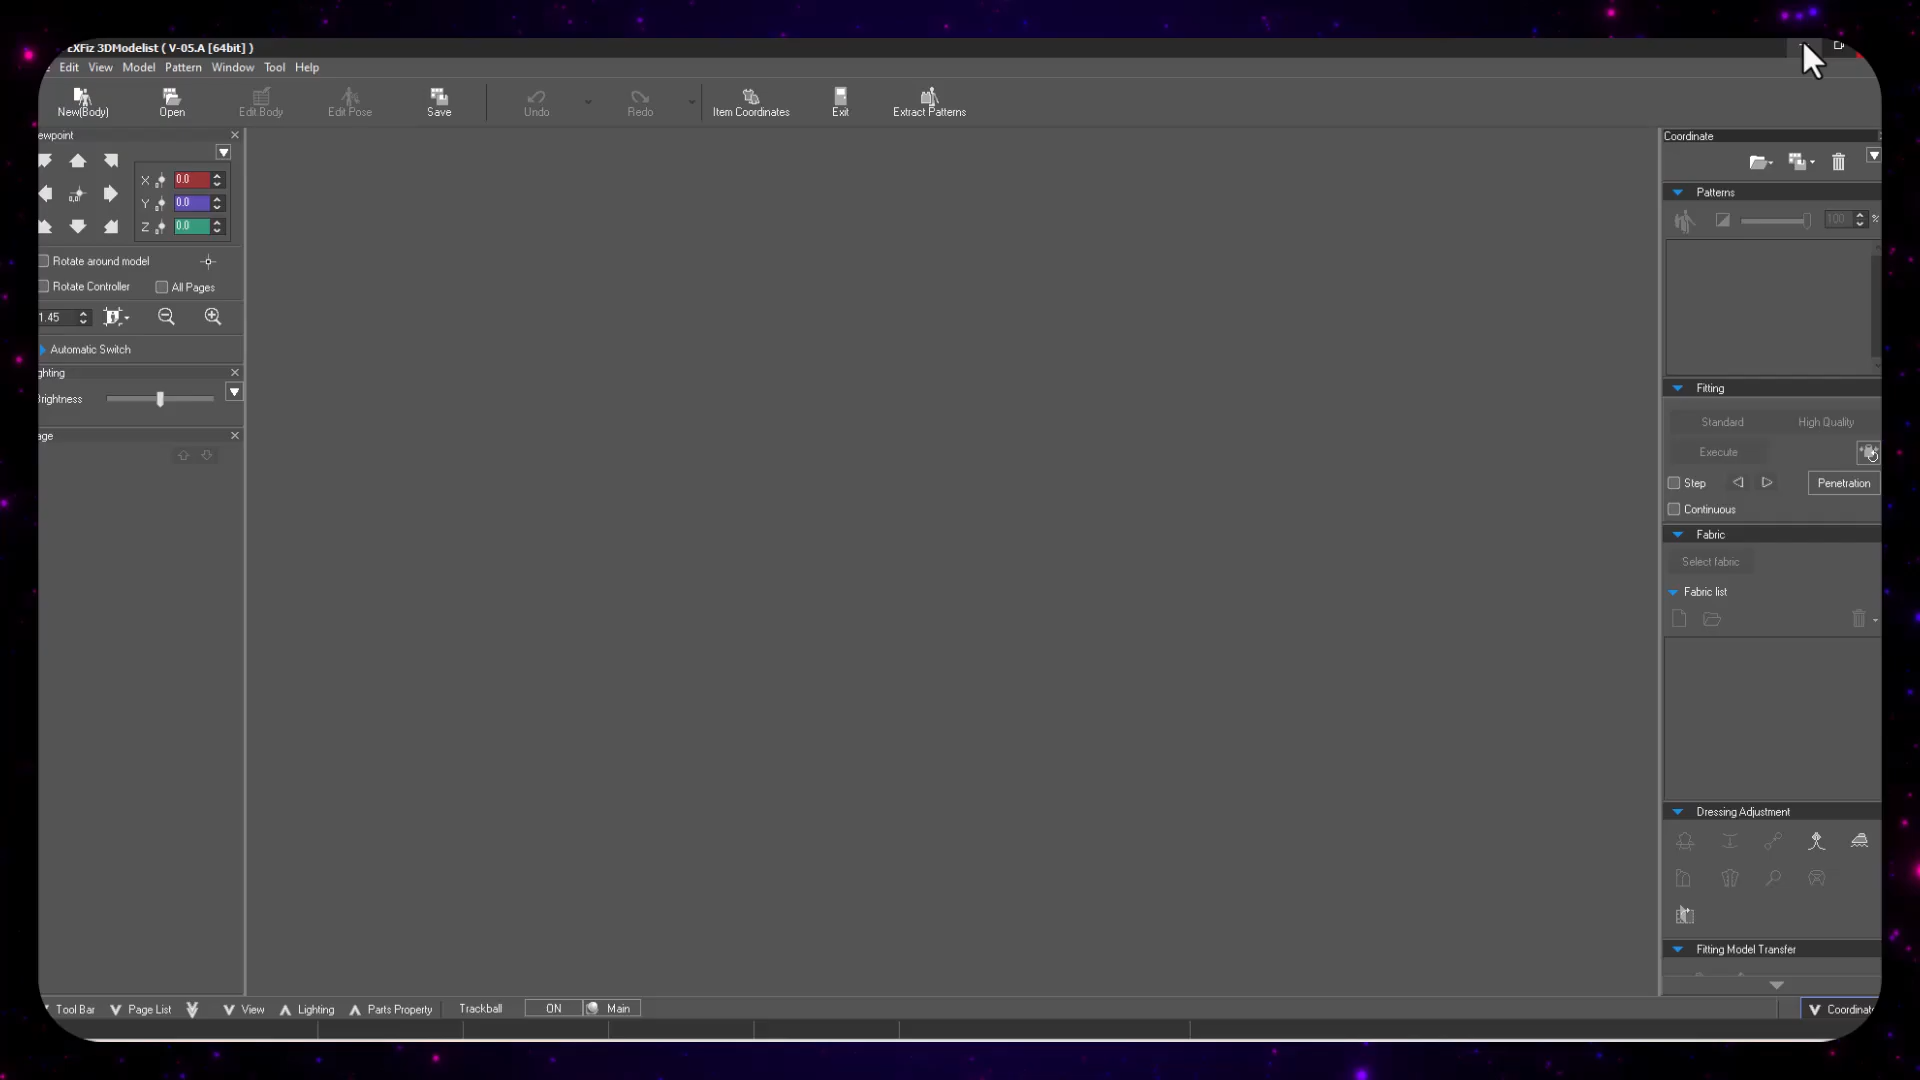 cXFiz 3DModelist ( V-05.A [64bit] )
Edit View Model Pattern Window Tool Help
New(Body) Open Edit Body Edit Pose Save Undo Redo Item Coordinates Exit Extract Patterns
ewpoint
X 0.0
Y 0.0
Z 0.0
Rotate around model
Rotate Controller All Pages
1.45
Automatic Switch
ghting
Brightness
age
Coordinate
Patterns
100 %
Fitting
Standard High Quality
Execute
Step Penetration
Continuous
Fabric
Select fabric
Fabric list
Dressing Adjustment
Fitting Model Transfer
Tool Bar Page List View Lighting Parts Property Trackball ON Main Coordinat